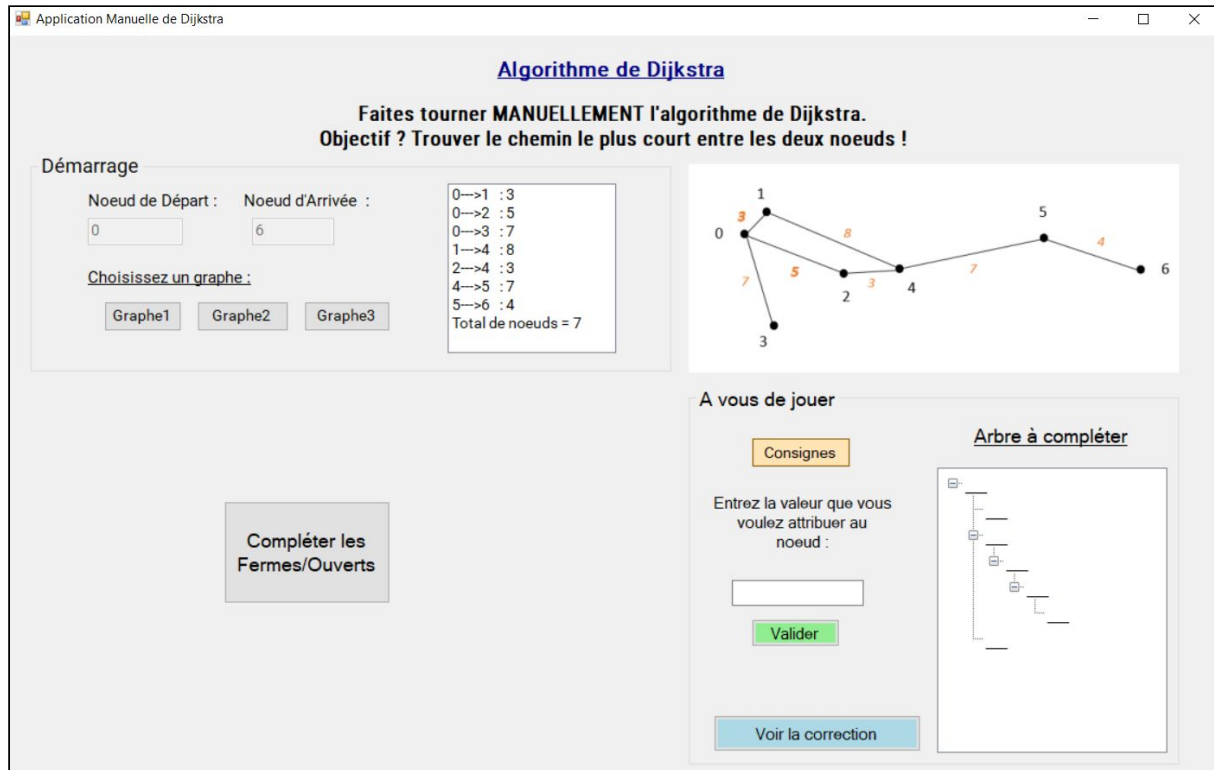 Application Manuelle de Dijkstra
Algorithme de Dijkstra
Faites tourner MANUELLEMENT l'algorithme de Dijkstra.
Objectif ? Trouver le chemin le plus court entre les deux noeuds !
Démarrage
Noeud de Départ :
Noeud d'Arrivée :
0
6
Choisissez un graphe :
Graphe1
Graphe2
Graphe3
0--->1 : 3
0--->2 : 5
0--->3 : 7
1--->4 : 8
2--->4 : 3
4--->5 : 7
5--->6 : 4
Total de noeuds = 7
1
3
0
8
5
4
6
7
5
3
7
2
4
3
Compléter les
Fermes/Ouverts
A vous de jouer
Consignes
Entrez la valeur que vous
voulez attribuer au
noeud :
Valider
Voir la correction
Arbre à compléter